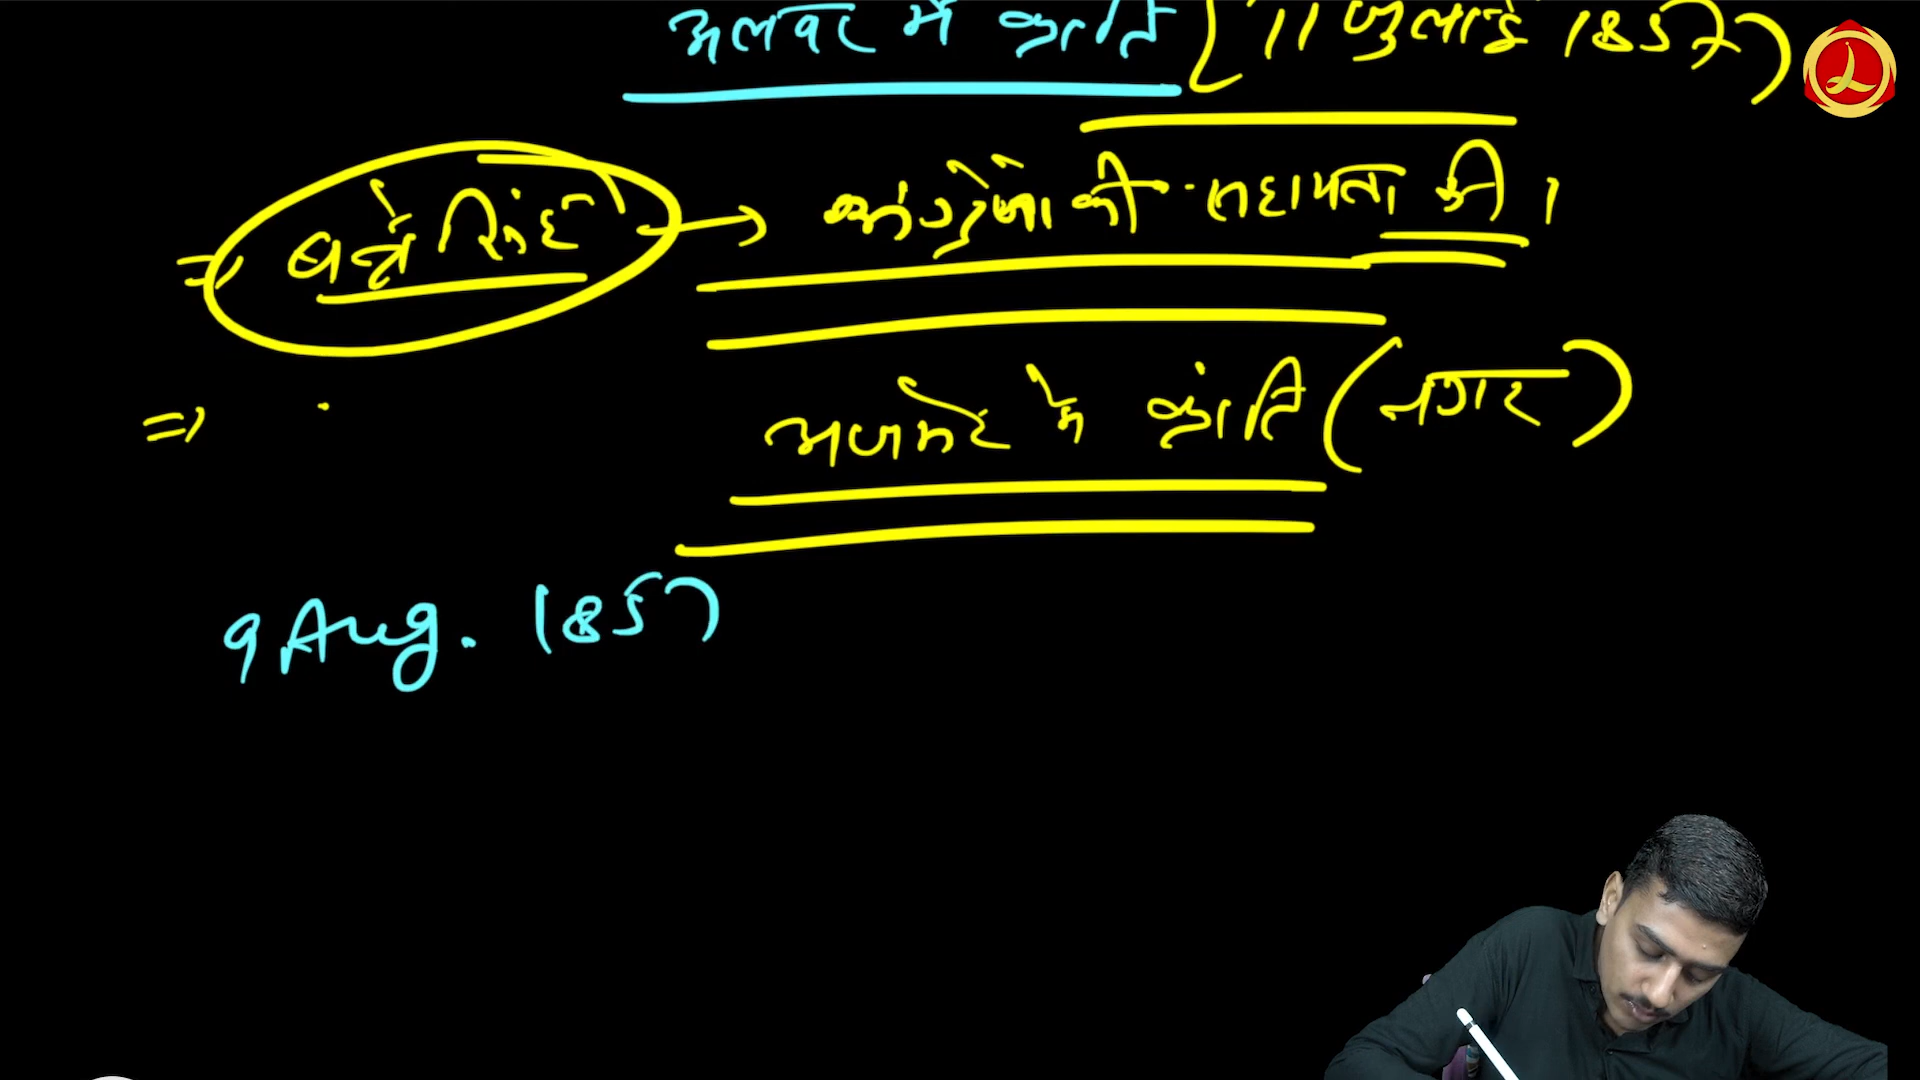 अलवर में क्रांति (11 जुलाई 1857)
⇒ बन्ने सिंह → अंग्रेजों की सहायता की।
⇒ अजमेर में क्रांति (नगर)
9 Aug. 1857